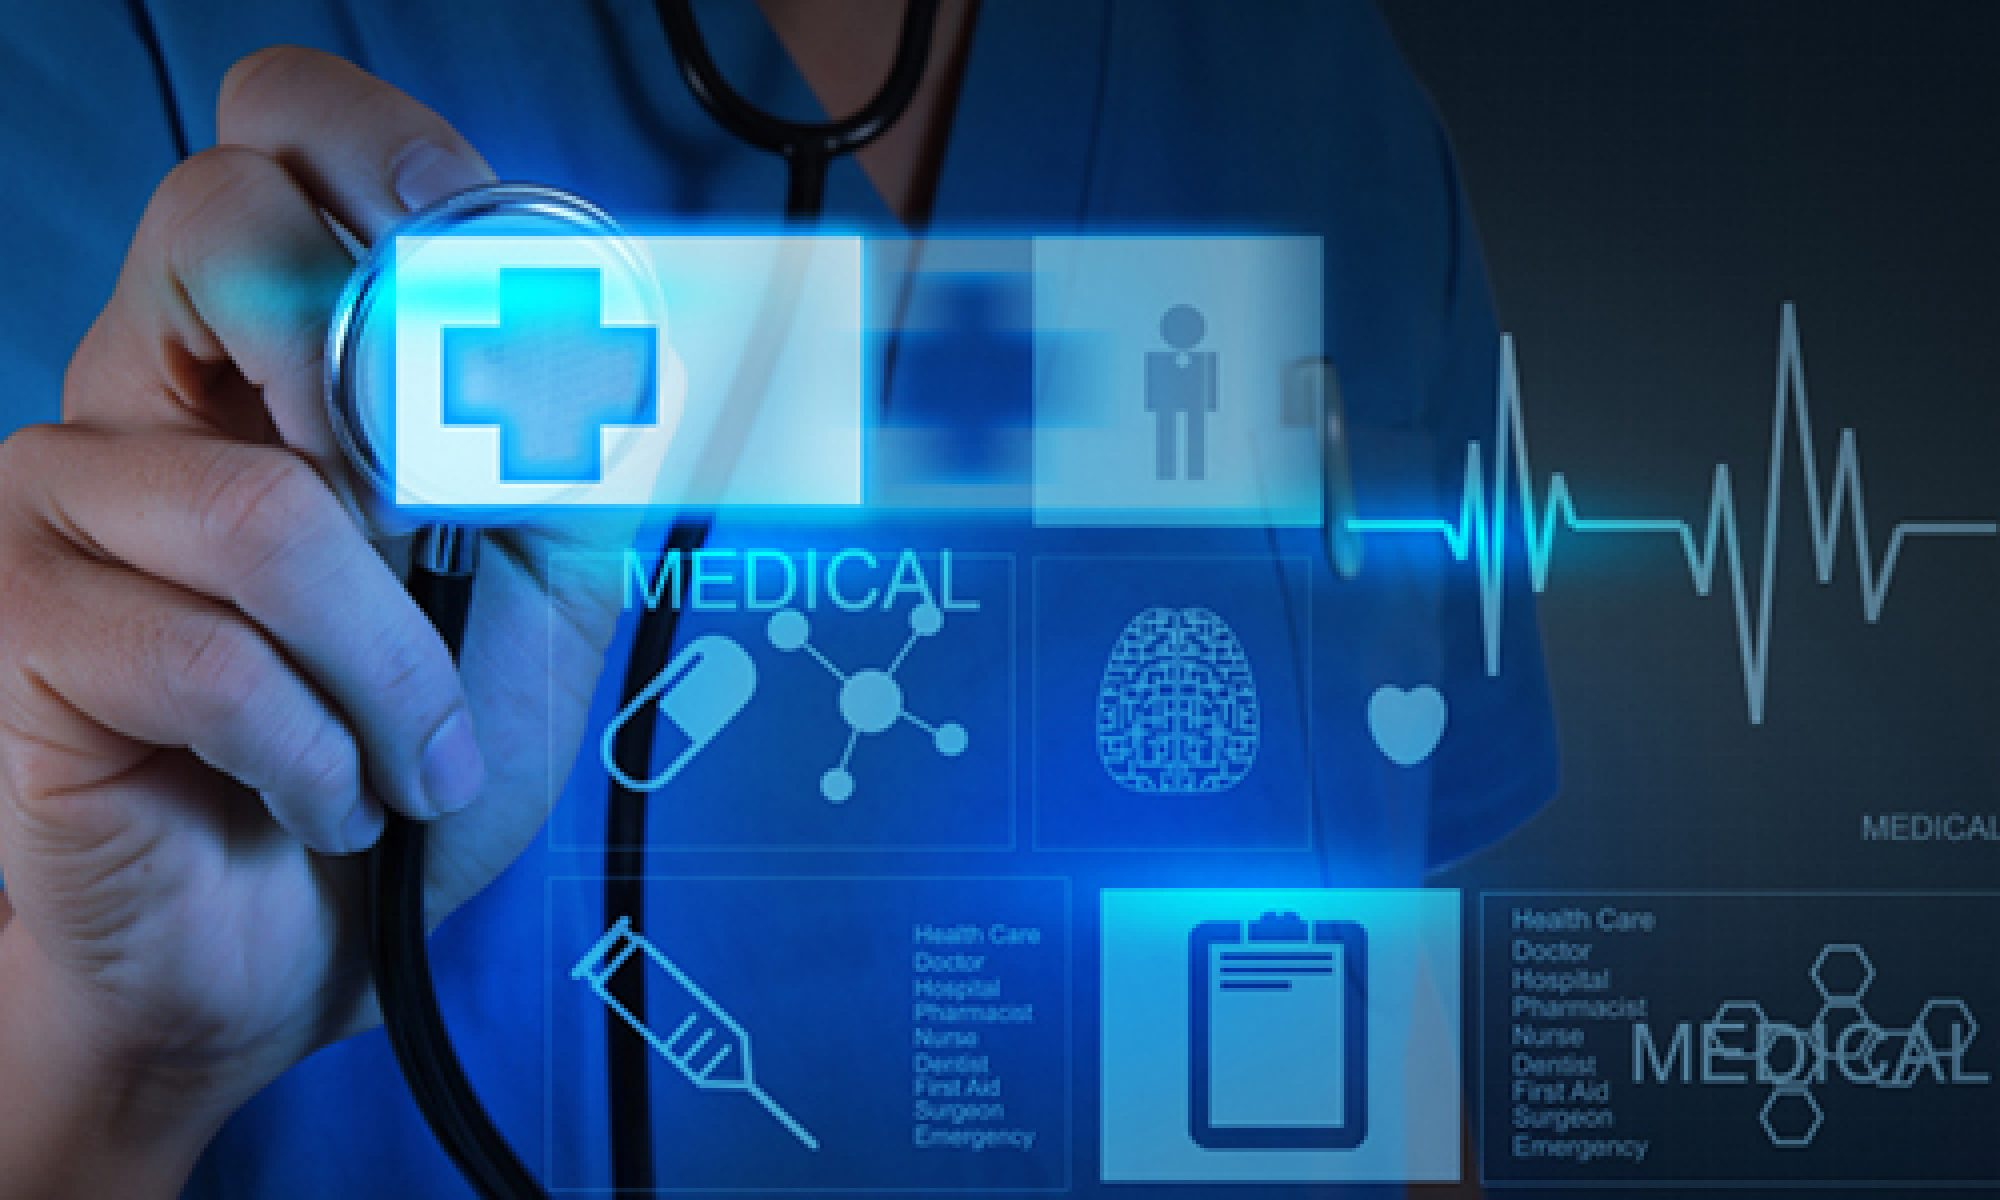 MEDICAL
MEDICAL
Health Care
Doctor
Hospital
Pharmacist
Nurse
Dentist
First Aid
Surgeon
Emergency
Health Care
Doctor
Hospital
Pharmacist
Nurse
Dentist
First Aid
Surgeon
Emergency
MEDICAL